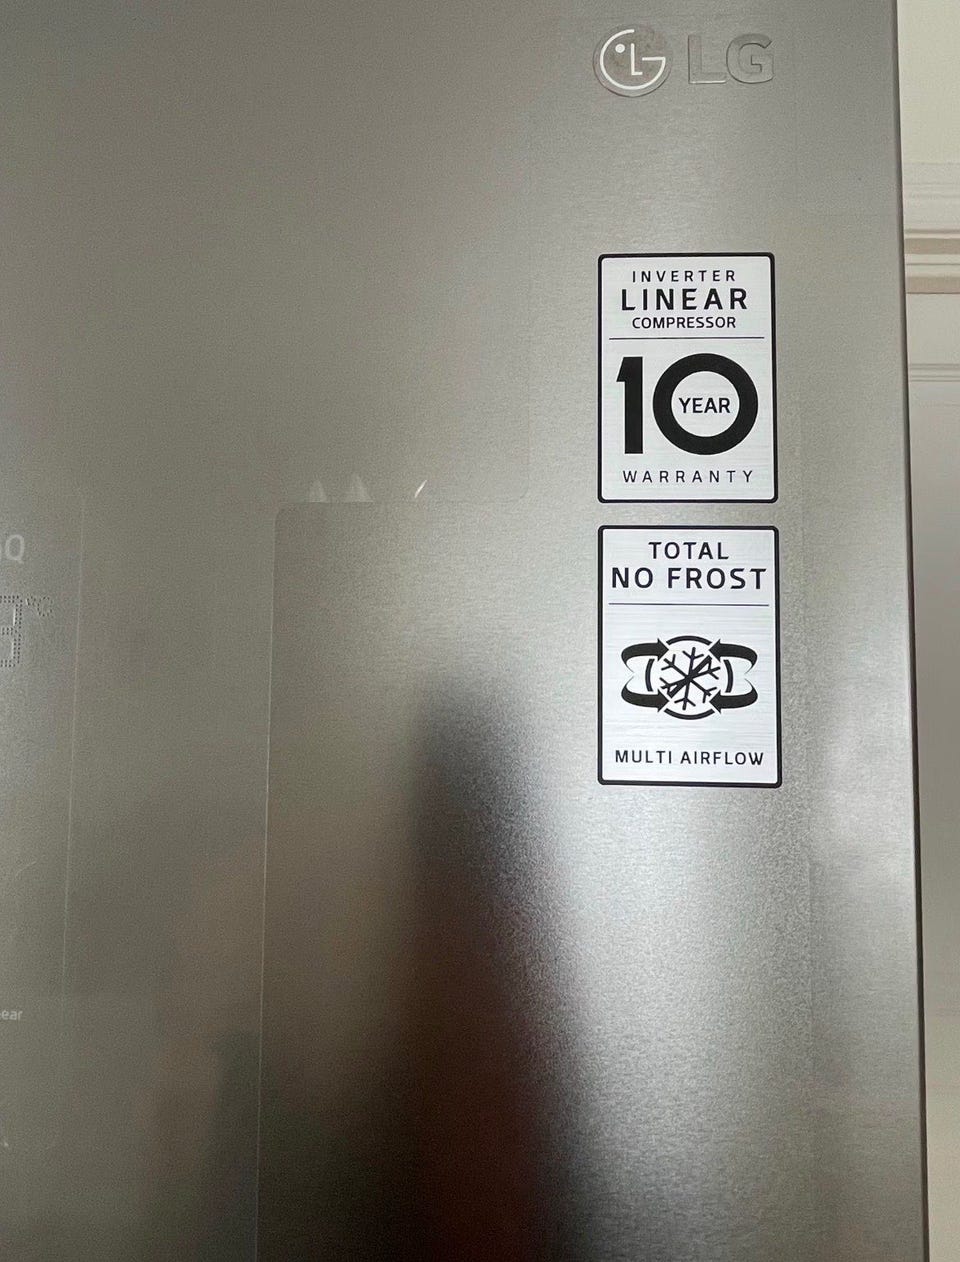 LG
INVERTER
LINEAR
COMPRESSOR
10
YEAR
WARRANTY
TOTAL
NO FROST
MULTI AIRFLOW